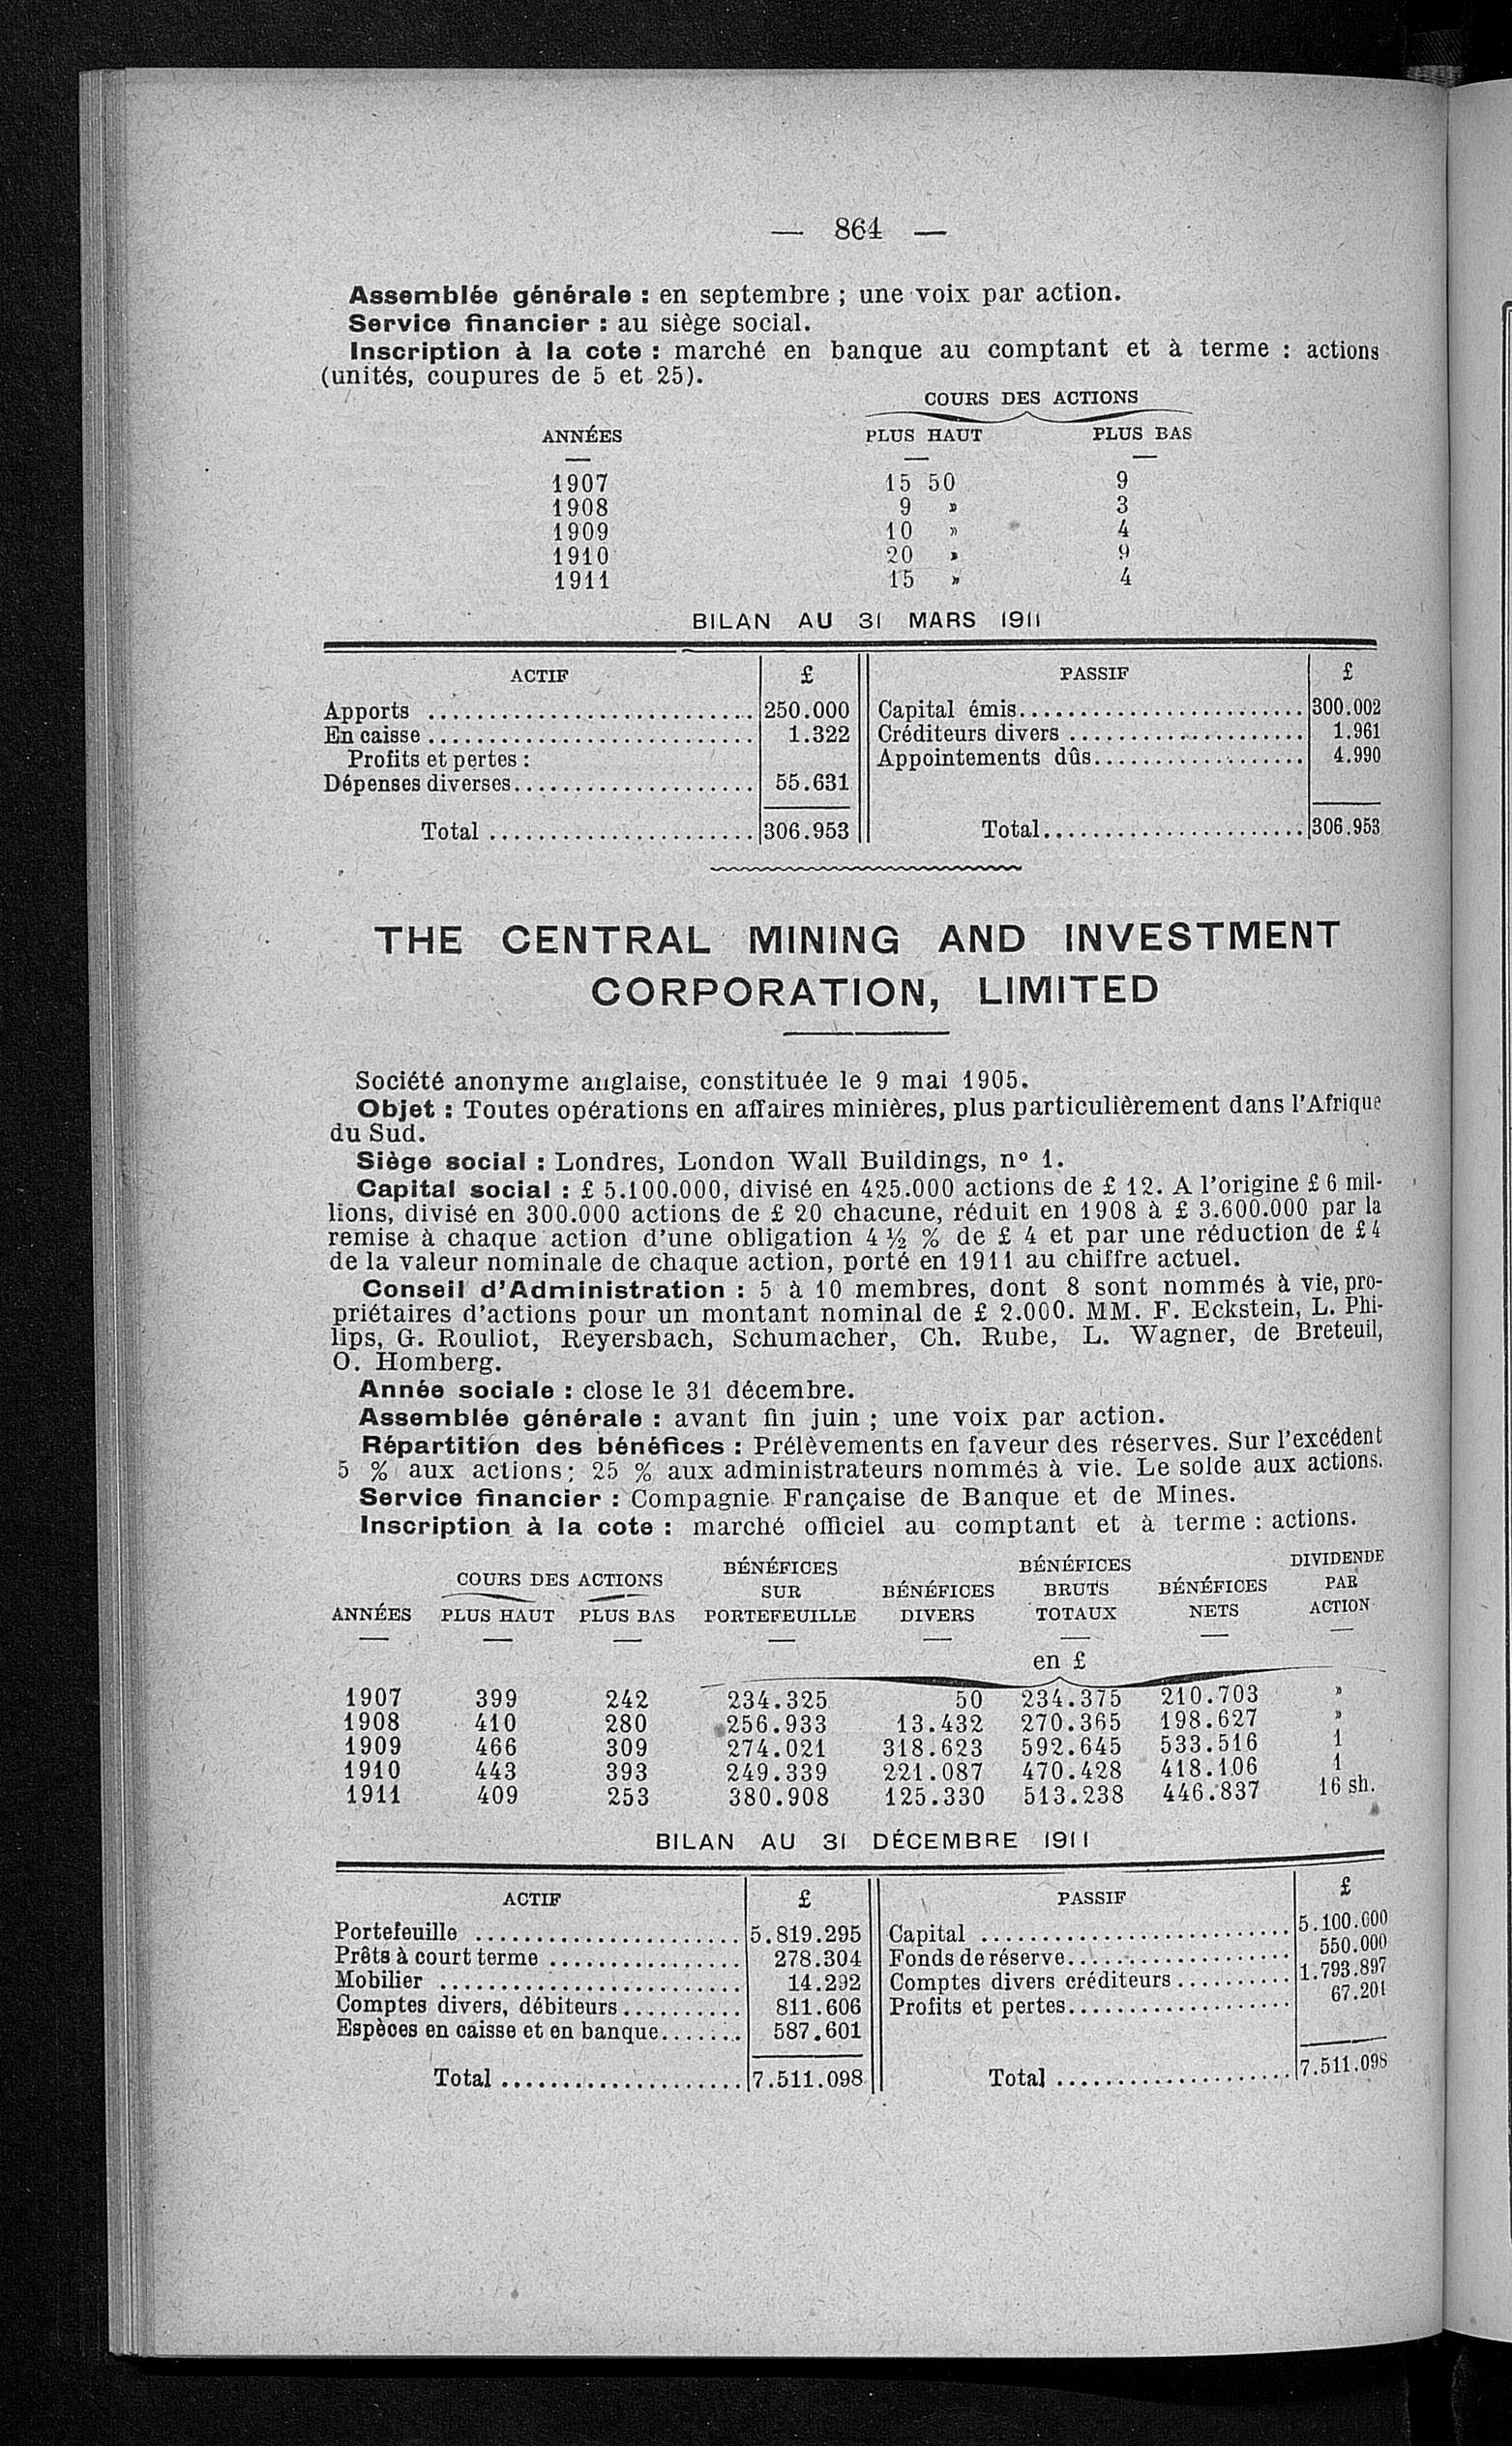 — 864 —
Assemblée générale : en septembre ; une voix par action.
Service financier : au siège social.
Inscription à la cote : marché en banque au comptant et à terme : actions
(unités, coupures de 5 et 25).
COURS DES ACTIONS
ANNÉES PLUS HAUT PLUS BAS
1907 15 50 9
1908 9 » 3
1909 10 » 4
1910 20 » 9
1911 15 » 4
BILAN AU 31 MARS 1911
ACTIF £ PASSIF £
Apports ........................... 250.000 Capital émis........................ 300.002
En caisse ........................... 1.322 Créditeurs divers .................... 1.961
Profits et pertes : Appointements dûs.................. 4.990
Dépenses diverses.................... 55.631
Total ...................... 306.953 Total...................... 306.953
THE CENTRAL MINING AND INVESTMENT
CORPORATION, LIMITED
Société anonyme anglaise, constituée le 9 mai 1905.
Objet : Toutes opérations en affaires minières, plus particulièrement dans l'Afrique
du Sud.
Siège social : Londres, London Wall Buildings, n° 1.
Capital social : £ 5.100.000, divisé en 425.000 actions de £ 12. A l'origine £ 6 mil-
lions, divisé en 300.000 actions de £ 20 chacune, réduit en 1908 à £ 3.600.000 par la
remise à chaque action d'une obligation 4 ½ % de £ 4 et par une réduction de £ 4
de la valeur nominale de chaque action, porté en 1911 au chiffre actuel.
Conseil d'Administration : 5 à 10 membres, dont 8 sont nommés à vie, pro-
priétaires d'actions pour un montant nominal de £ 2.000. MM. F. Eckstein, L. Phi-
lips, G. Rouliot, Reyersbach, Schumacher, Ch. Rube, L. Wagner, de Breteuil,
O. Homberg.
Année sociale : close le 31 décembre.
Assemblée générale : avant fin juin ; une voix par action.
Répartition des bénéfices : Prélèvements en faveur des réserves. Sur l'excédent
5 % aux actions; 25 % aux administrateurs nommés à vie. Le solde aux actions.
Service financier : Compagnie Française de Banque et de Mines.
Inscription à la cote : marché officiel au comptant et à terme : actions.
BÉNÉFICES BÉNÉFICES DIVIDENDE
COURS DES ACTIONS SUR BÉNÉFICES BRUTS BÉNÉFICES PAR
ANNÉES PLUS HAUT PLUS BAS PORTEFEUILLE DIVERS TOTAUX NETS ACTION
en £
1907 399 242 234.325 50 234.375 210.703 »
1908 410 280 256.933 13.432 270.365 198.627 »
1909 466 309 274.021 318.623 592.645 533.516 1
1910 443 393 249.339 221.087 470.428 418.106 1
1911 409 253 380.908 125.330 513.238 446.837 16 sh.
BILAN AU 31 DÉCEMBRE 1911
ACTIF £ PASSIF £
Portefeuille ...................... 5.819.295 Capital .......................... 5.100.000
Prêts à court terme ................ 278.304 Fonds de réserve.................. 550.000
Mobilier ......................... 14.292 Comptes divers créditeurs .......... 1.793.897
Comptes divers, débiteurs.......... 811.606 Profits et pertes................... 67.201
Espèces en caisse et en banque....... 587.601
Total .................... 7.511.098 Total .................... 7.511.098